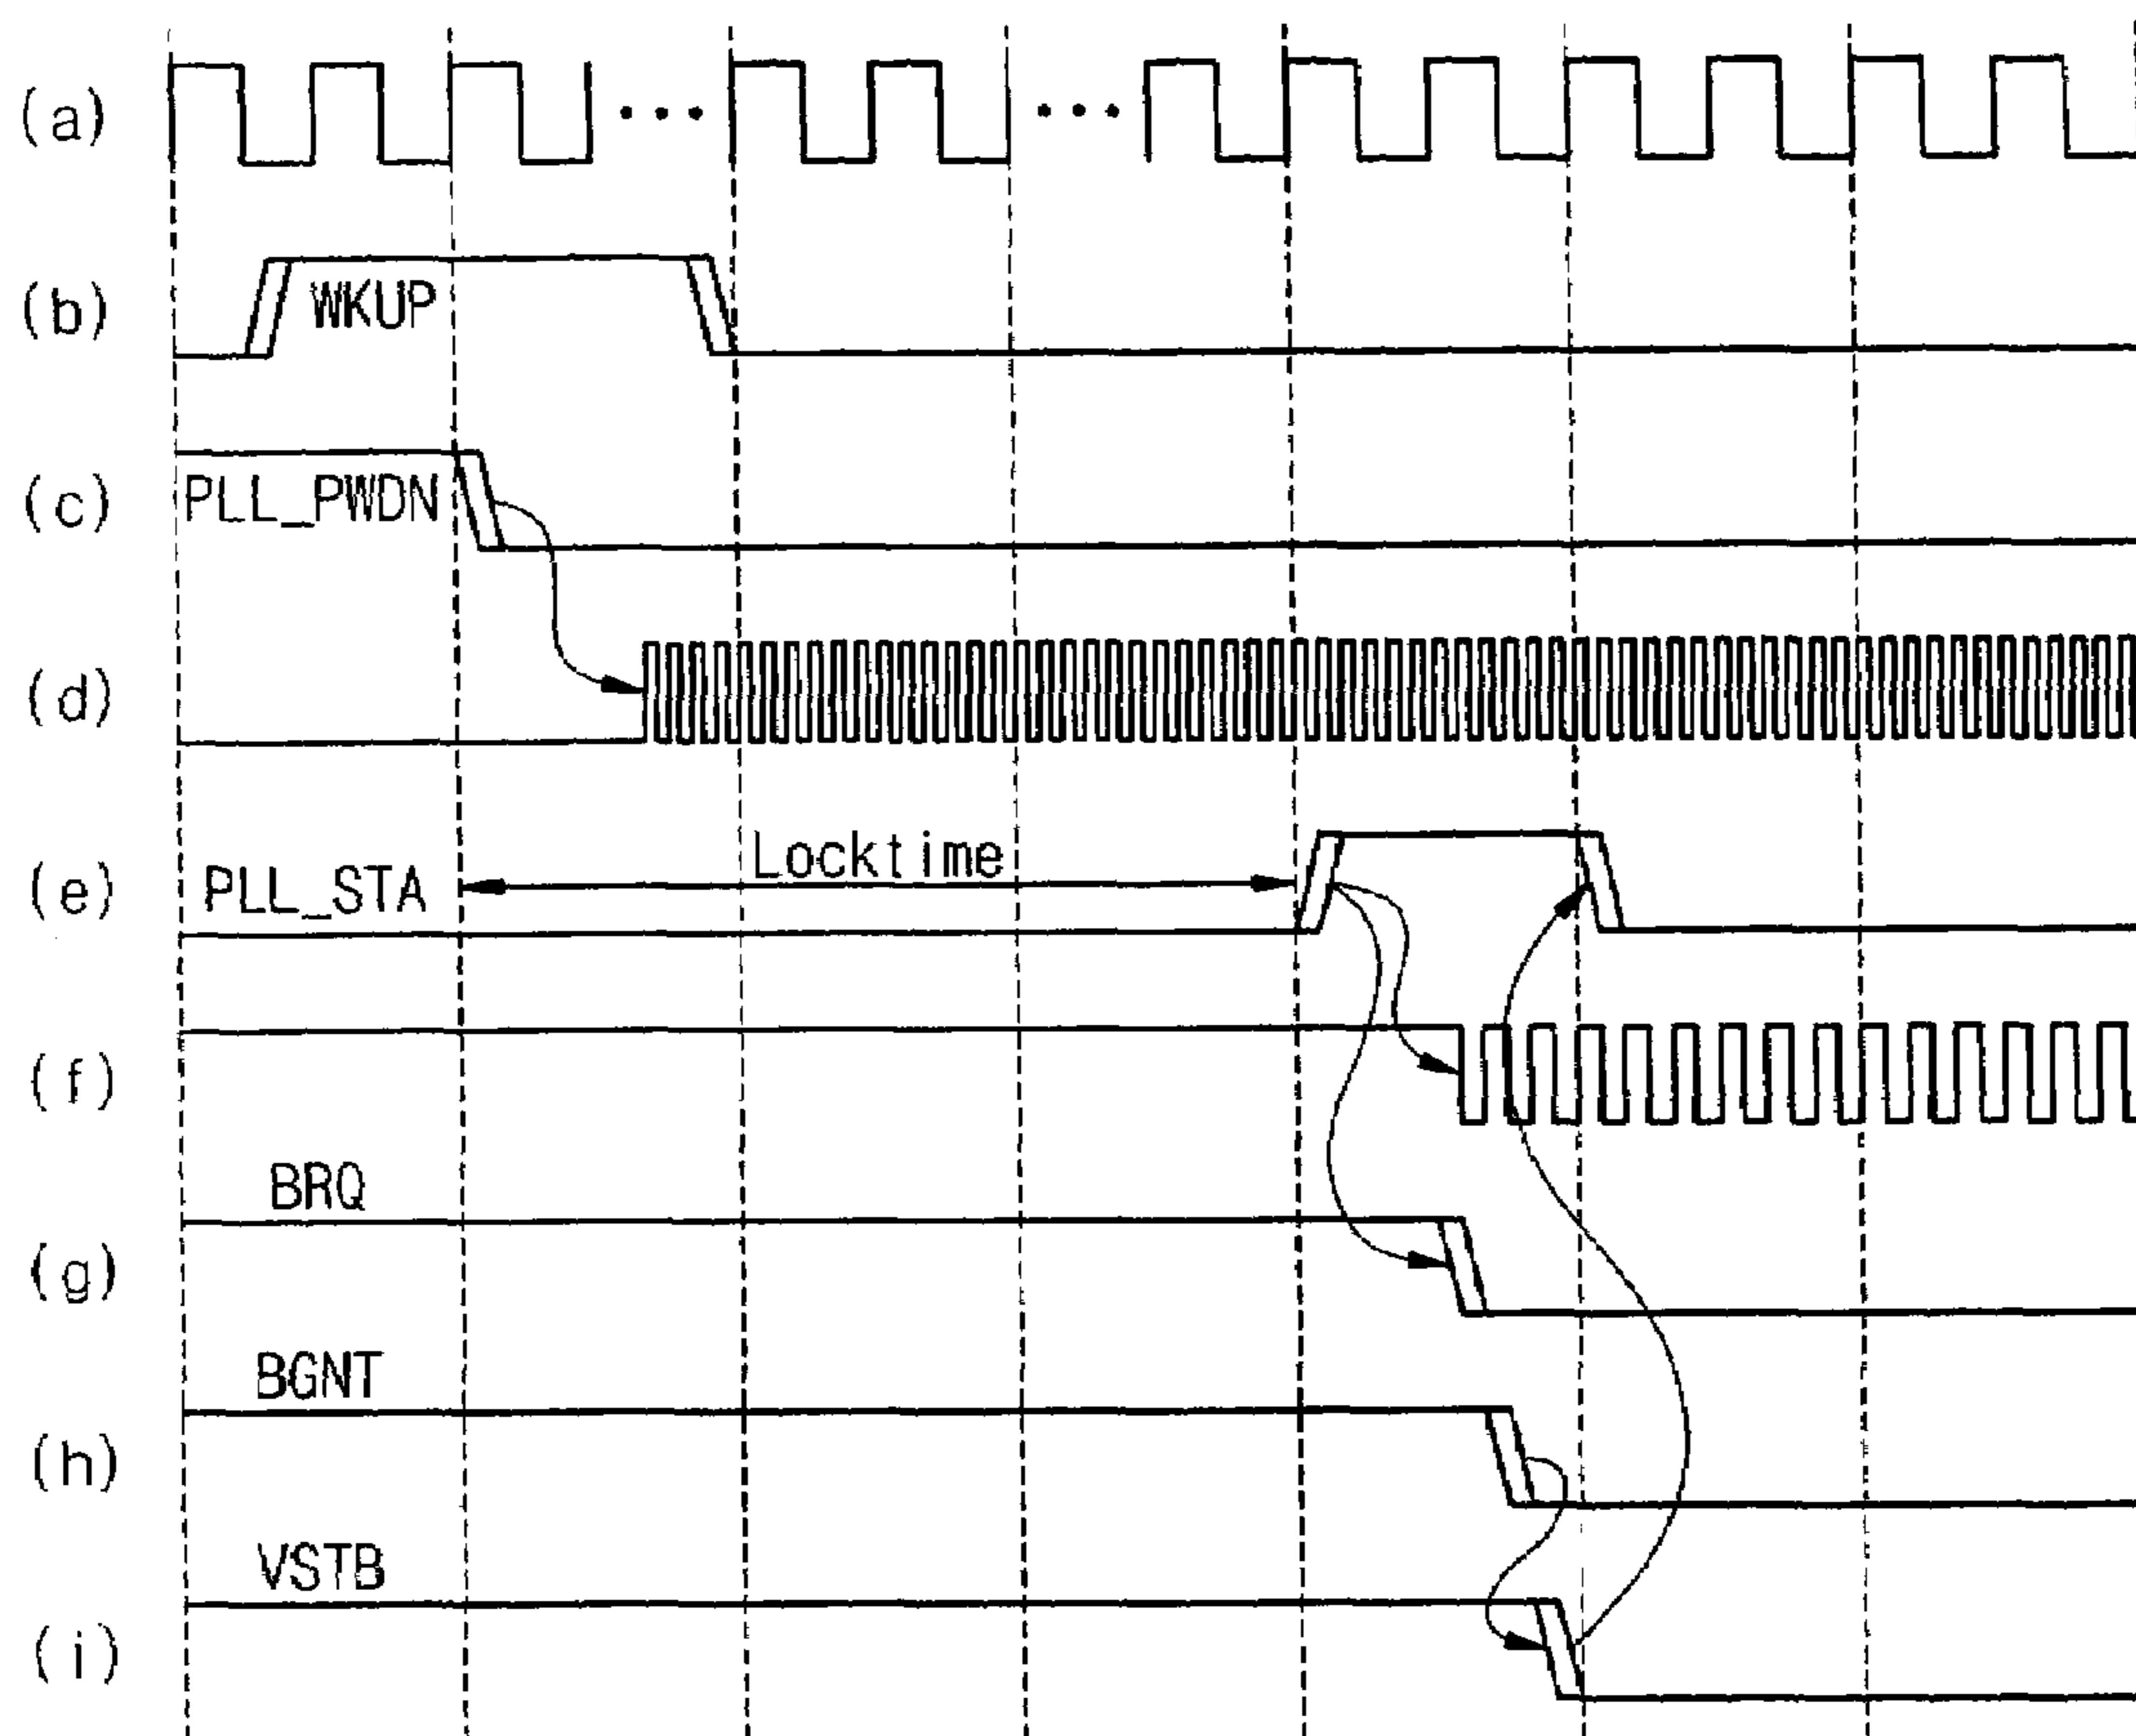 (a)
• • •
• • •
(b)
WKUP
(c)
PLL_PWDN
(d)
(e)
PLL_STA
Locktime
(f)
BRQ
(g)
BGNT
(h)
VSTB
(i)